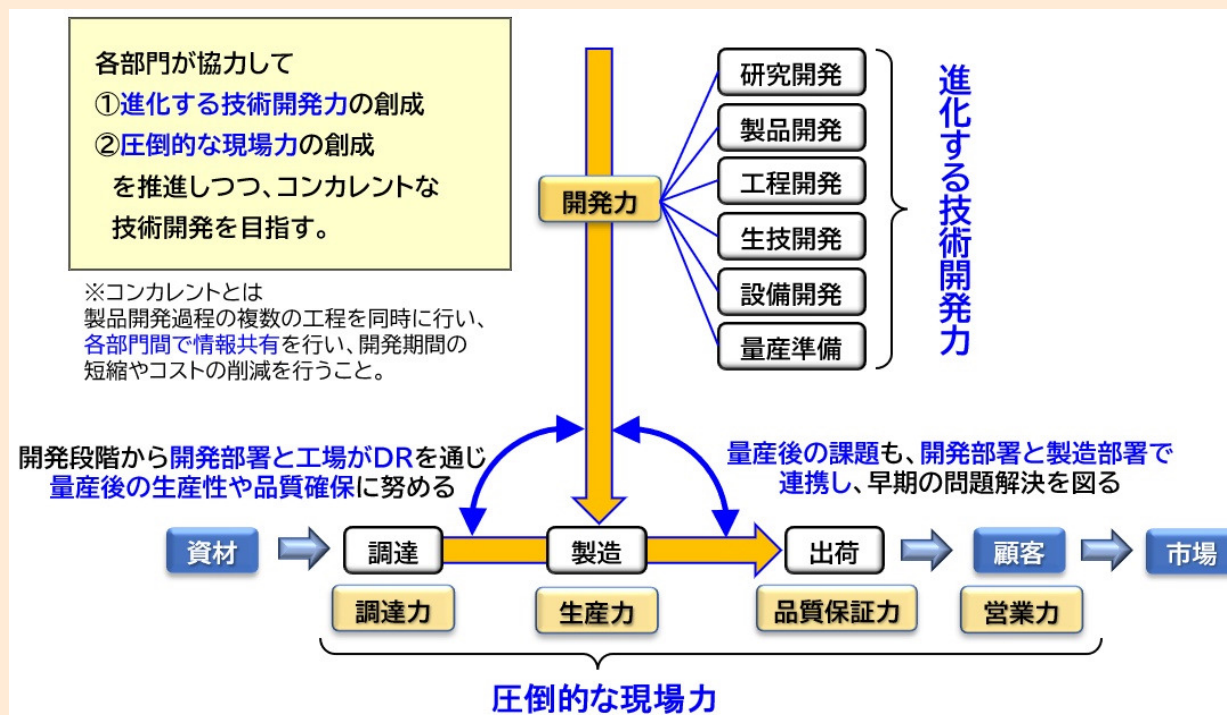 各部門が協力して
①進化する技術開発力の創成
②圧倒的な現場力の創成
を推進しつつ、コンカレントな
技術開発を目指す。
※コンカレントとは
製品開発過程の複数の工程を同時に行い、
各部門間で情報共有を行い、開発期間の
短縮やコストの削減を行うこと。
開発力
研究開発
製品開発
工程開発
生技開発
設備開発
量産準備
進化する技術開発力
開発段階から開発部署と工場がDRを通じ
量産後の生産性や品質確保に努める
量産後の課題も、開発部署と製造部署で
連携し、早期の問題解決を図る
資材
調達
製造
出荷
顧客
市場
調達力
生産力
品質保証力
営業力
圧倒的な現場力